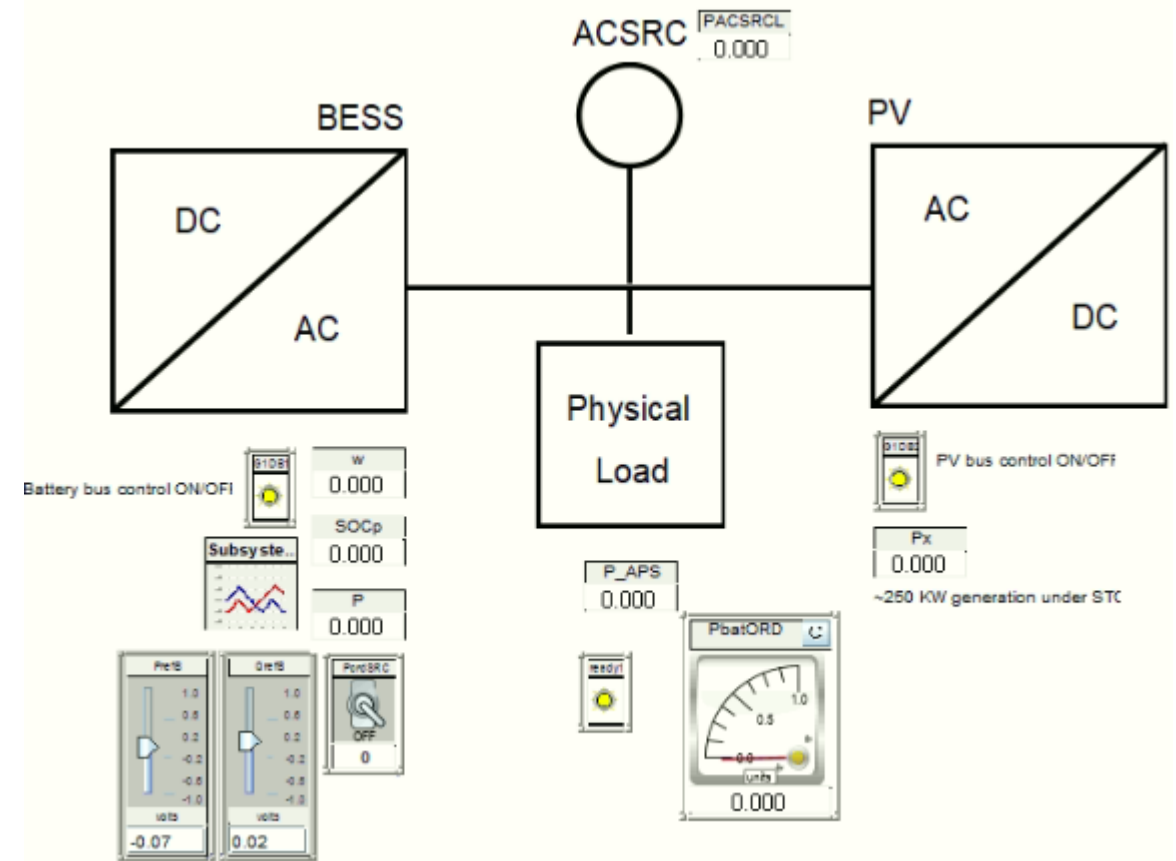 ACSRC
PACSRCL
0.000
BESS
PV
DC
AC
AC
DC
Physical
Load
Battery bus control ON/OFF
w
0.000
SOCp
0.000
Subsyste...
P
0.000
PrefB
1.0
0.6
0.2
-0.2
-0.6
-1.0
volts
-0.07
QrefB
1.0
0.6
0.2
-0.2
-0.6
-1.0
volts
0.02
PordSRC
OFF
0
P_APS
0.000
ready1
PbatORD
1.0
0.5
0.0
units
0.000
PV bus control ON/OFF
Px
0.000
~250 KW generation under STC